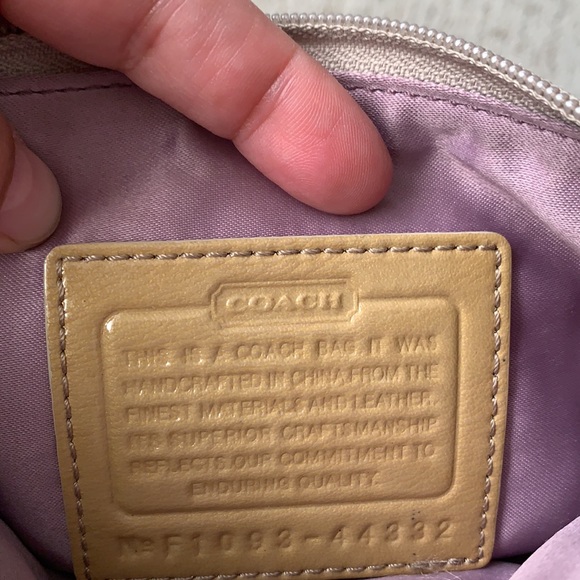 COACH
THIS IS A COACH BAG. IT WAS
HANDCRAFTED IN CHINA FROM THE
FINEST MATERIALS AND LEATHER.
ITS SUPERIOR CRAFTSMANSHIP
REFLECTS OUR COMMITMENT TO
ENDURING QUALITY.
No F1093-44332